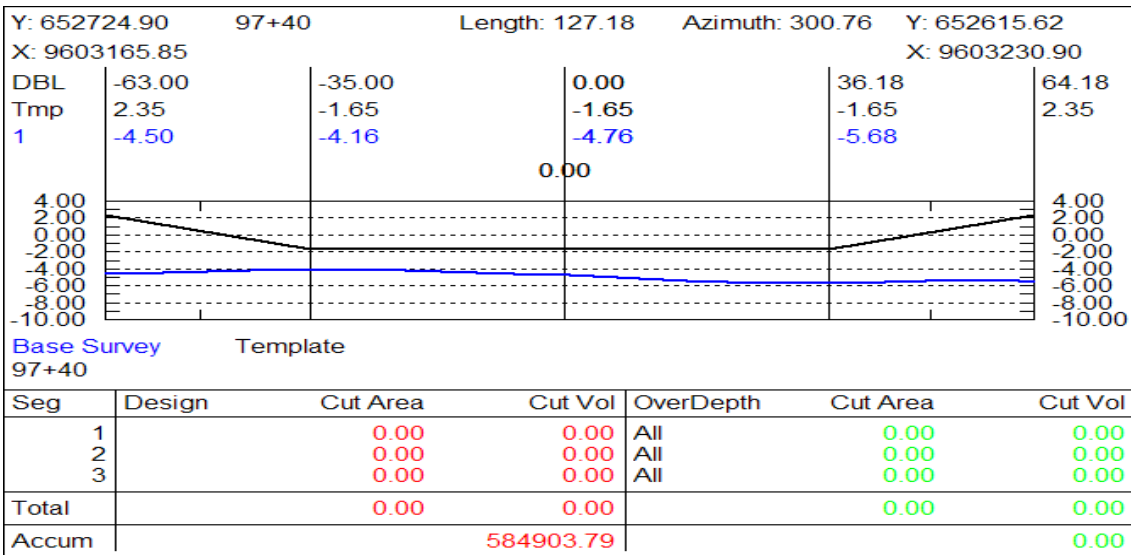 Y: 652724.90 97+40 Length: 127.18 Azimuth: 300.76 Y: 652615.62
X: 9603165.85 X: 9603230.90
DBL -63.00 -35.00 0.00 36.18 64.18
Tmp 2.35 -1.65 -1.65 -1.65 2.35
1 -4.50 -4.16 -4.76 -5.68
0.00
4.00 4.00
2.00 2.00
0.00 0.00
-2.00 -2.00
-4.00 -4.00
-6.00 -6.00
-8.00 -8.00
-10.00 -10.00
Base Survey Template
97+40
Seg Design Cut Area Cut Vol OverDepth Cut Area Cut Vol
1 0.00 0.00 All 0.00 0.00
2 0.00 0.00 All 0.00 0.00
3 0.00 0.00 All 0.00 0.00
Total 0.00 0.00 0.00 0.00
Accum 584903.79 0.00